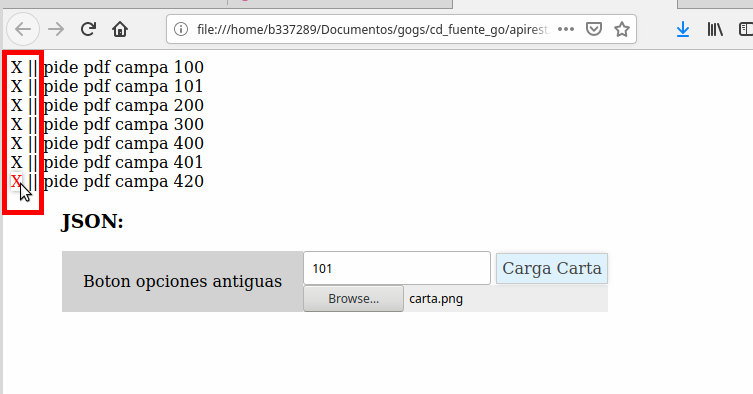 file:///home/b337289/Documentos/gogs/cd_fuente_go/apirest
X || pide pdf campa 100
X || pide pdf campa 101
X || pide pdf campa 200
X || pide pdf campa 300
X || pide pdf campa 400
X || pide pdf campa 401
X || pide pdf campa 420
JSON:
Boton opciones antiguas
101
Carga Carta
Browse...
carta.png